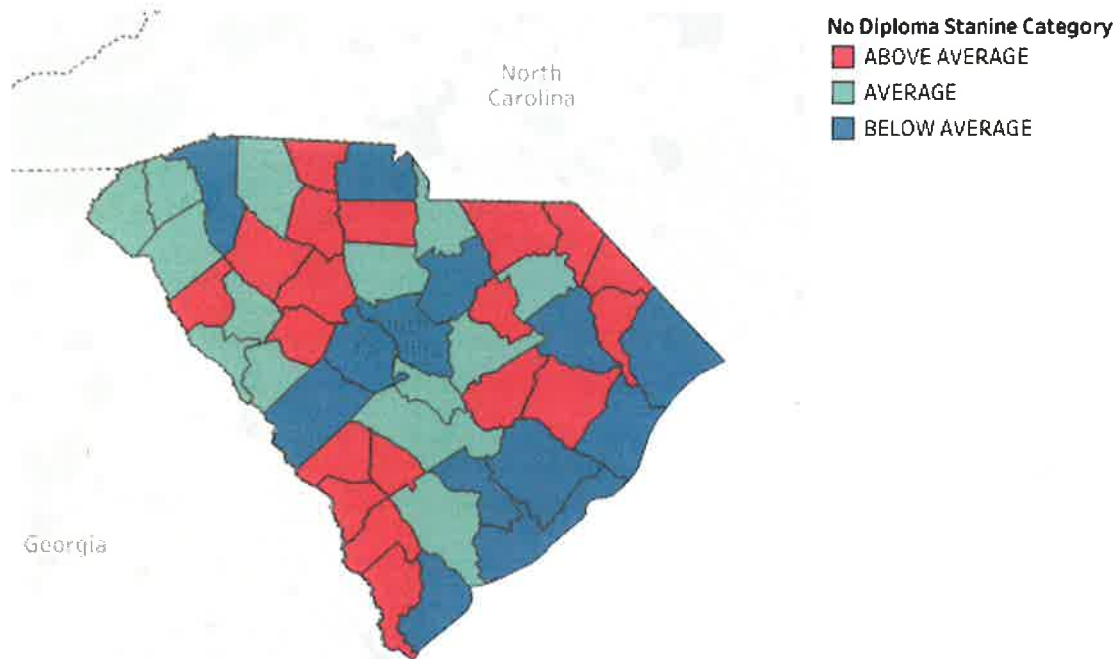 No Diploma Stanine Category
ABOVE AVERAGE
AVERAGE
BELOW AVERAGE
North
Carolina
Georgia